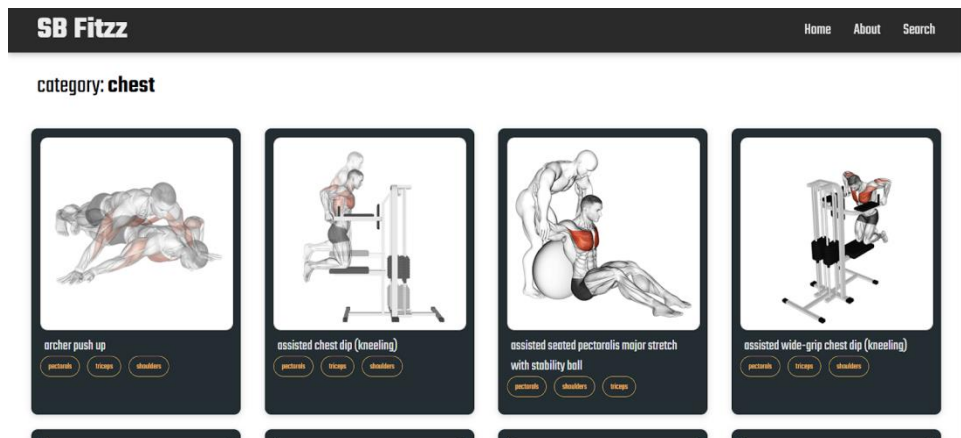 SB Fitzz
Home About Search
category: chest
archer push up
pectorals triceps shoulders
assisted chest dip (kneeling)
pectorals triceps shoulders
assisted seated pectoralis major stretch
with stability ball
pectorals shoulders triceps
assisted wide-grip chest dip (kneeling)
pectorals triceps shoulders